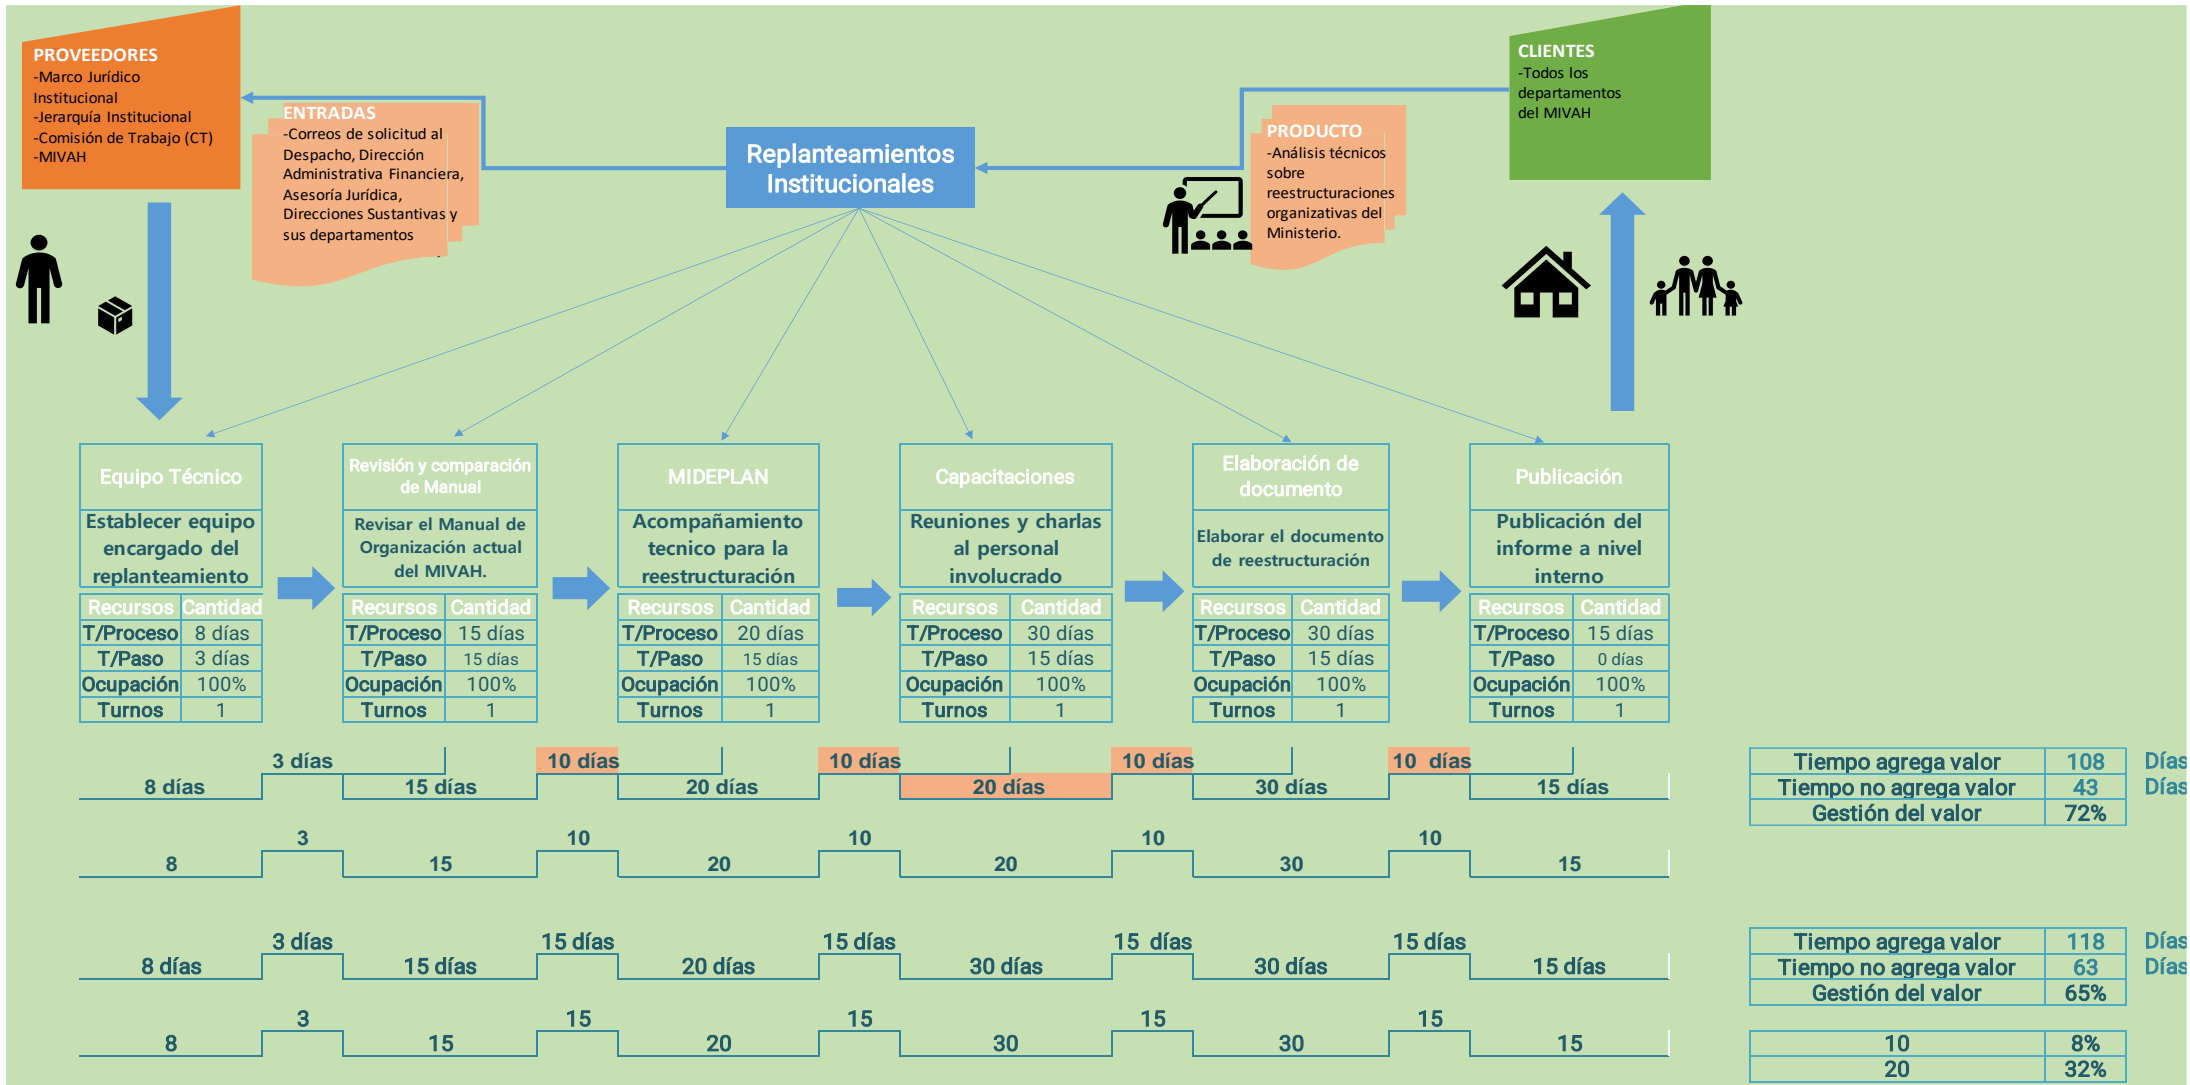 PROVEEDORES
-Marco Jurídico
Institucional
-Jerarquía Institucional
-Comisión de Trabajo (CT)
-MIVAH
ENTRADAS
-Correos de solicitud al
Despacho, Dirección
Administrativa Financiera,
Asesoría Jurídica,
Direcciones Sustantivas y
sus departamentos
Replanteamientos
Institucionales
PRODUCTO
-Análisis técnicos
sobre
reestructuraciones
organizativas del
Ministerio.
CLIENTES
-Todos los
departamentos
del MIVAH
Equipo Técnico
Establecer equipo
encargado del
replanteamiento
Recursos Cantidad
T/Proceso 8 días
T/Paso 3 días
Ocupación 100%
Turnos 1
Revisión y comparación
de Manual
Revisar el Manual de
Organización actual
del MIVAH.
Recursos Cantidad
T/Proceso 15 días
T/Paso 15 días
Ocupación 100%
Turnos 1
MIDEPLAN
Acompañamiento
tecnico para la
reestructuración
Recursos Cantidad
T/Proceso 20 días
T/Paso 15 días
Ocupación 100%
Turnos 1
Capacitaciones
Reuniones y charlas
al personal
involucrado
Recursos Cantidad
T/Proceso 30 días
T/Paso 15 días
Ocupación 100%
Turnos 1
Elaboración de
documento
Elaborar el documento
de reestructuración
Recursos Cantidad
T/Proceso 30 días
T/Paso 15 días
Ocupación 100%
Turnos 1
Publicación
Publicación del
informe a nivel
interno
Recursos Cantidad
T/Proceso 15 días
T/Paso 0 días
Ocupación 100%
Turnos 1
3 días 10 días 10 días 10 días 10 días
8 días 15 días 20 días 20 días 30 días 15 días
Tiempo agrega valor 108 Días
Tiempo no agrega valor 43 Días
Gestión del valor 72%
3 10 10 10 10
8 15 20 20 30 15
3 días 15 días 15 días 15 días 15 días
8 días 15 días 20 días 30 días 30 días 15 días
Tiempo agrega valor 118 Días
Tiempo no agrega valor 63 Días
Gestión del valor 65%
3 15 15 15 15
8 15 20 30 30 15
10 8%
20 32%